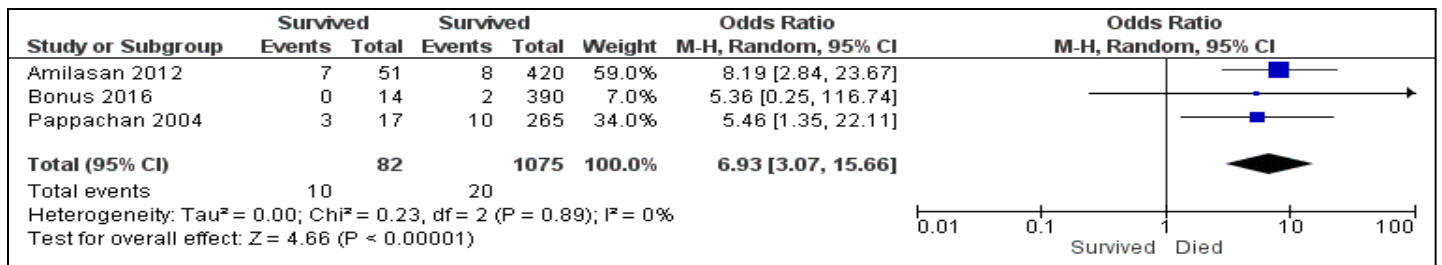 Survived Survived Odds Ratio Odds Ratio
Study or Subgroup Events Total Events Total Weight M-H, Random, 95% CI M-H, Random, 95% CI
Amilasan 2012 7 51 8 420 59.0% 8.19 [2.84, 23.67]
Bonus 2016 0 14 2 390 7.0% 5.36 [0.25, 116.74]
Pappachan 2004 3 17 10 265 34.0% 5.46 [1.35, 22.11]
Total (95% CI) 82 1075 100.0% 6.93 [3.07, 15.66]
Total events 10 20
Heterogeneity: Tau² = 0.00; Chi² = 0.23, df = 2 (P = 0.89); I² = 0%
Test for overall effect: Z = 4.66 (P < 0.00001)
0.01 0.1 1 10 100
Survived Died